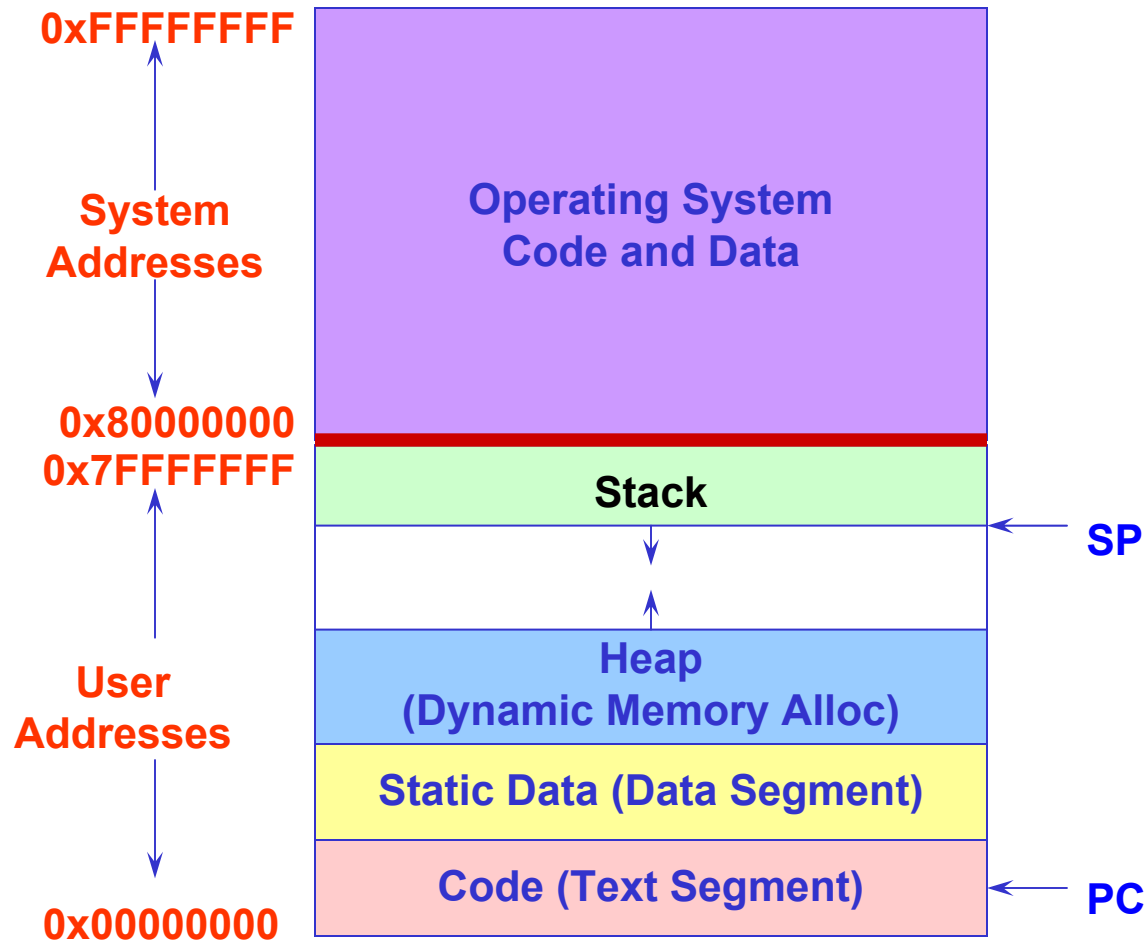 0xFFFFFFFF
Operating System
Code and Data
System
Addresses
0x80000000
0x7FFFFFFF
Stack
SP
Heap
(Dynamic Memory Alloc)
User
Addresses
Static Data (Data Segment)
Code (Text Segment)
PC
0x00000000